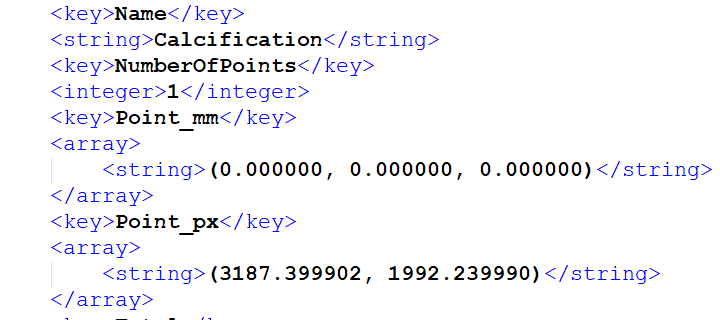 <key>Name</key>
<string>Calcification</string>
<key>NumberOfPoints</key>
<integer>1</integer>
<key>Point_mm</key>
<array>
<string>(0.000000, 0.000000, 0.000000)</string>
</array>
<key>Point_px</key>
<array>
<string>(3187.399902, 1992.239990)</string>
</array>